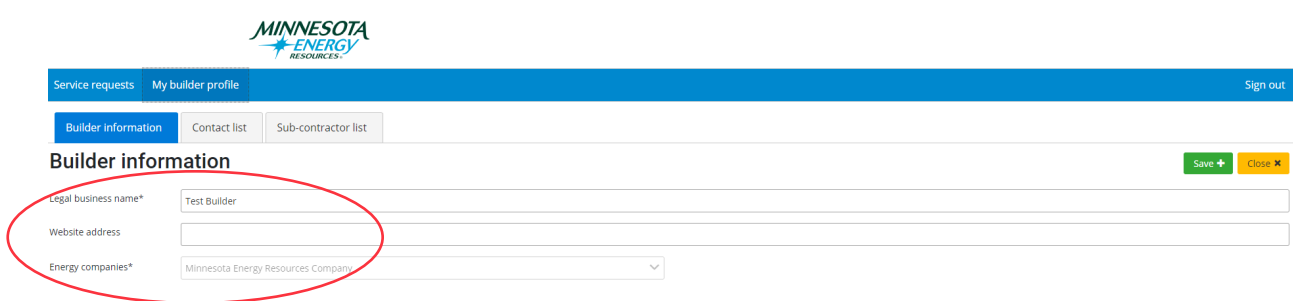 MINNESOTA
ENERGY
RESOURCES®
Service requests My builder profile Sign out
Builder information Contact list Sub-contractor list
Builder information Save Close
Legal business name* Test Builder
Website address
Energy companies* Minnesota Energy Resources Company